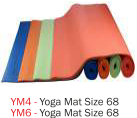 YM4 - Yoga Mat Size 68
YM6 - Yoga Mat Size 68